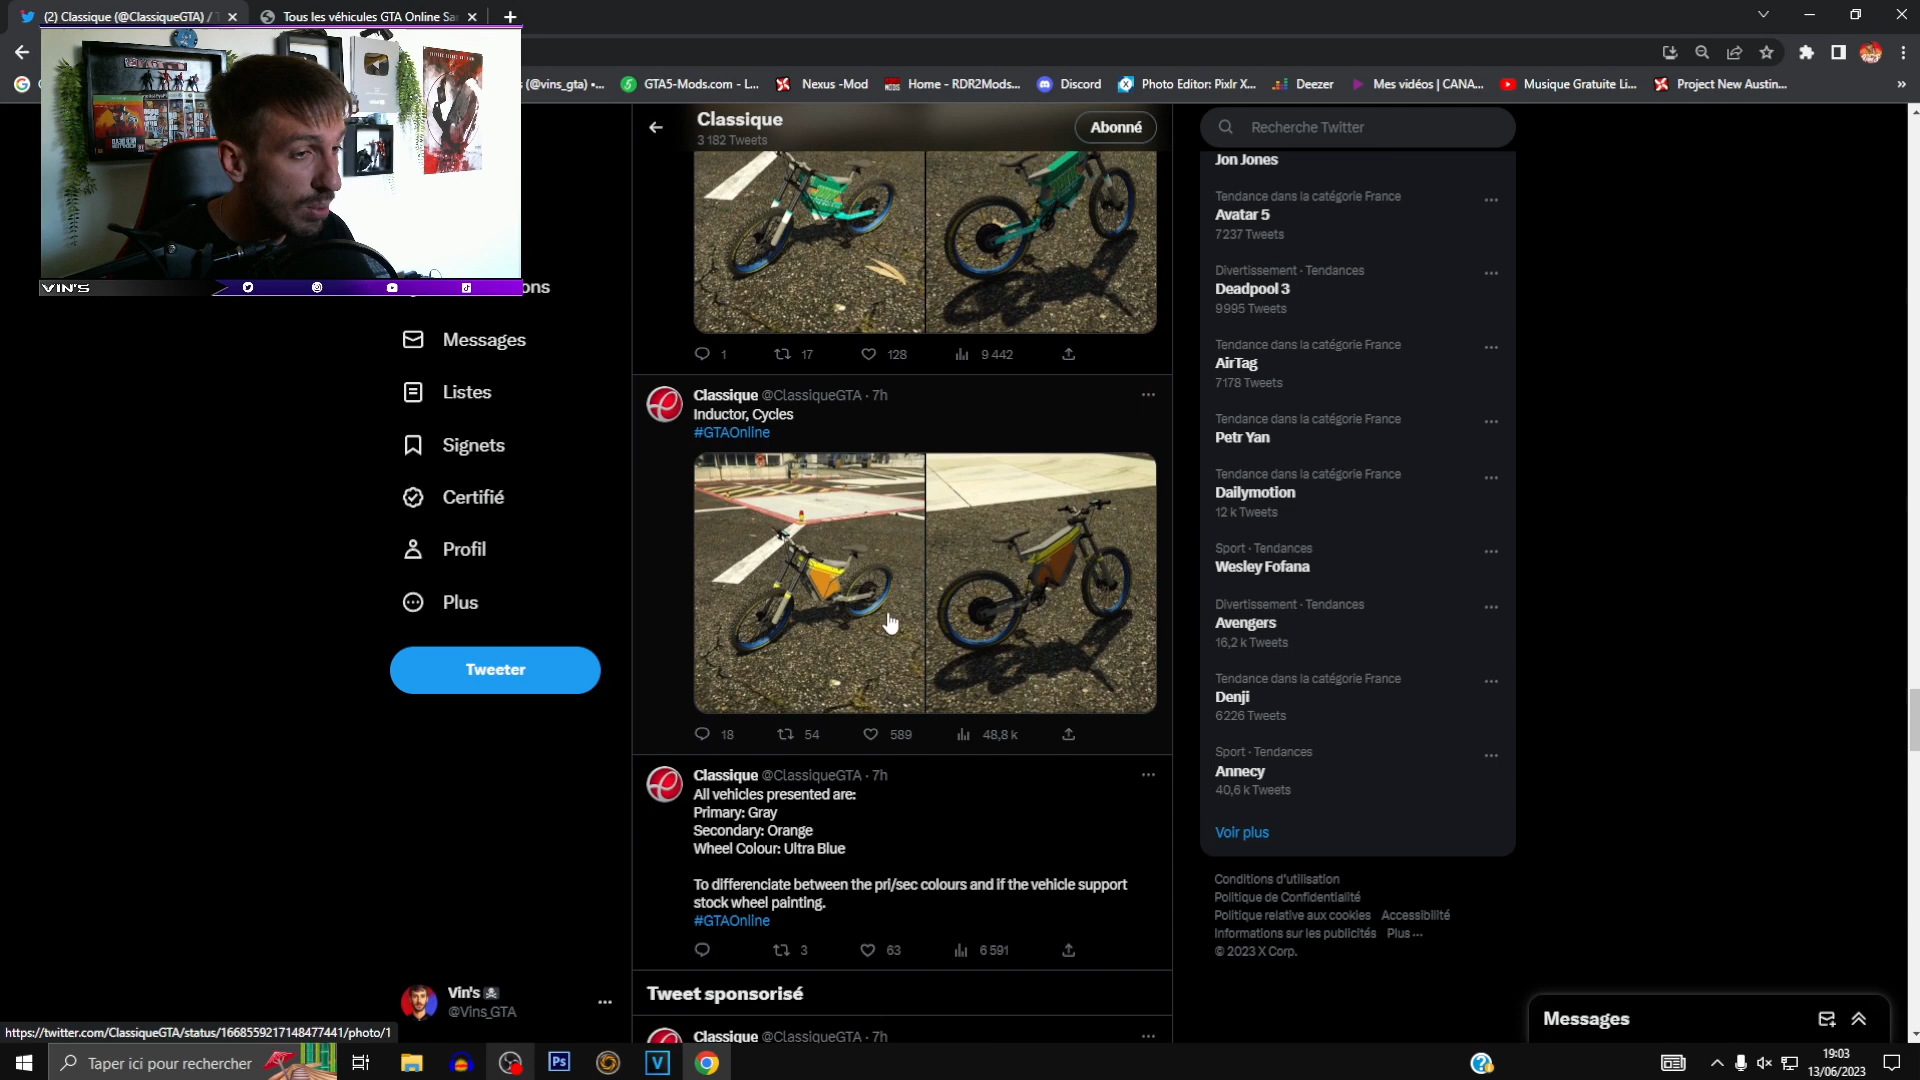 (2) Classique (@ClassiqueGTA) / T
Tous les véhicules GTA Online Sa
(@vins_gta) •...
GTA5-Mods.com - L...
Nexus -Mod
Home - RDR2Mods...
Discord
Photo Editor: Pixlr X...
Deezer
Mes vidéos | CANA...
Musique Gratuite Li...
Project New Austin...
»
VIN'S
ons
Messages
Listes
Signets
Certifié
Profil
Plus
Tweeter
Vin's
@Vins_GTA
https://twitter.com/ClassiqueGTA/status/1668559217148477441/photo/1
Classique
3 182 Tweets
Abonné
1
17
128
9 442
Classique @ClassiqueGTA · 7h
Inductor, Cycles
#GTAOnline
18
54
589
48,8 k
Classique @ClassiqueGTA · 7h
All vehicles presented are:
Primary: Gray
Secondary: Orange
Wheel Colour: Ultra Blue
To differenciate between the pri/sec colours and if the vehicle support
stock wheel painting.
#GTAOnline
3
63
6 591
Tweet sponsorisé
Classique @ClassiqueGTA · 7h
Recherche Twitter
Jon Jones
Tendance dans la catégorie France
Avatar 5
7 237 Tweets
Divertissement · Tendances
Deadpool 3
9 995 Tweets
Tendance dans la catégorie France
AirTag
7 178 Tweets
Tendance dans la catégorie France
Petr Yan
Tendance dans la catégorie France
Dailymotion
12 k Tweets
Sport · Tendances
Wesley Fofana
Divertissement · Tendances
Avengers
16,2 k Tweets
Tendance dans la catégorie France
Denji
6 226 Tweets
Sport · Tendances
Annecy
40,6 k Tweets
Voir plus
Conditions d'utilisation
Politique de Confidentialité
Politique relative aux cookies Accessibilité
Informations sur les publicités Plus ···
© 2023 X Corp.
Messages
Taper ici pour rechercher
Ps
V
19:03
13/06/2023